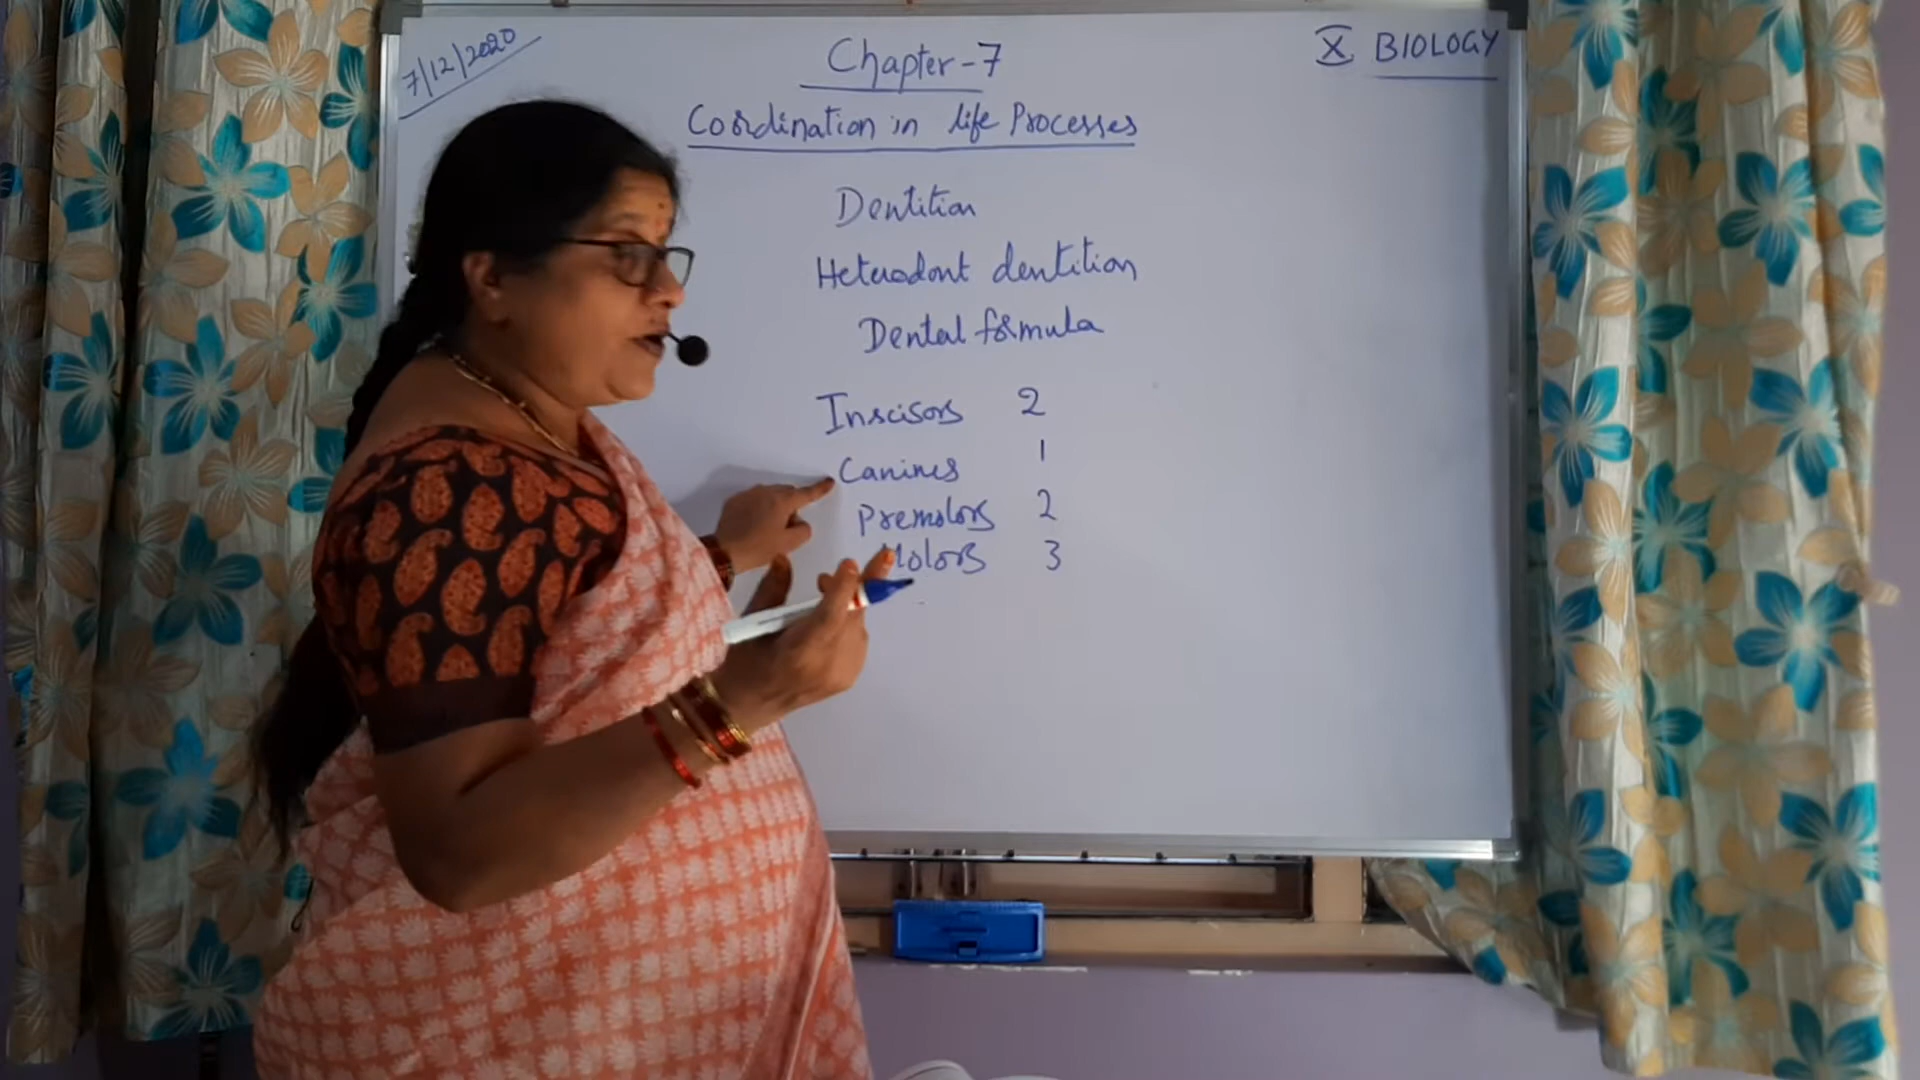 7/12/2020
Chapter-7
X BIOLOGY
Coordination in life Processes
Dentition
Heterodont dentition
Dental formula
Inscisors 2
Canines 1
Premolors 2
Molors 3